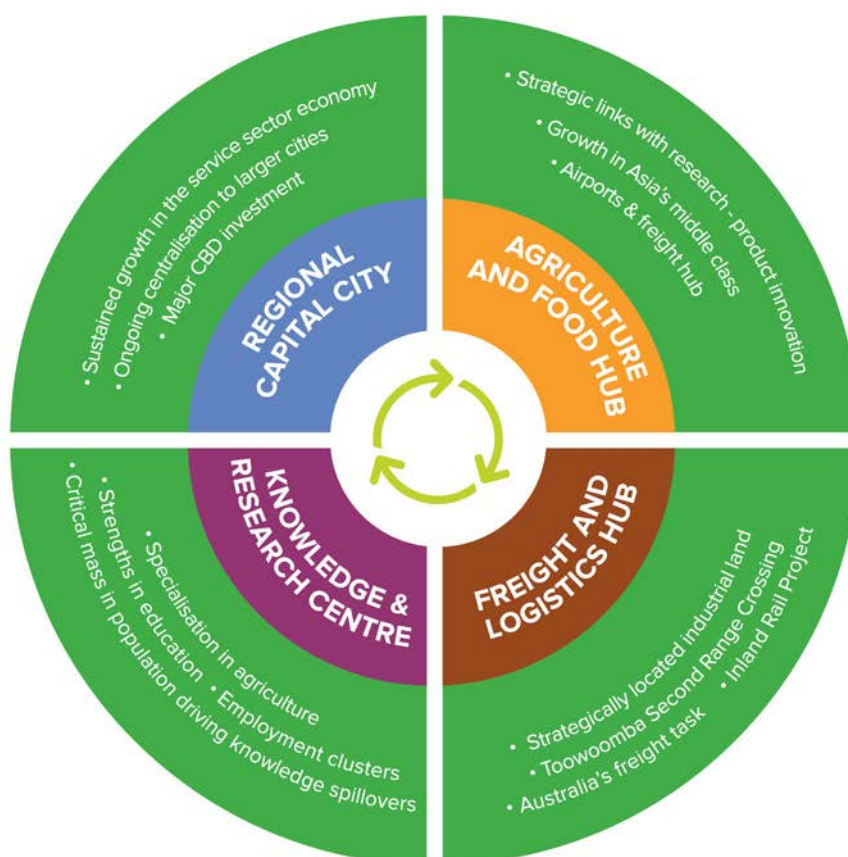 • Sustained growth in the service sector economy
• Ongoing centralisation to larger cities
• Major CBD investment
REGIONAL
CAPITAL CITY
• Strategic links with research - product innovation
• Growth in Asia's middle class
• Airports & freight hub
AGRICULTURE
AND FOOD HUB
KNOWLEDGE &
RESEARCH CENTRE
• Specialisation in agriculture
• Strengths in education • Employment clusters
• Critical mass in population driving knowledge spillovers
FREIGHT AND
LOGISTICS HUB
• Strategically located industrial land
• Toowoomba Second Range Crossing
• Australia's freight task • Inland Rail Project